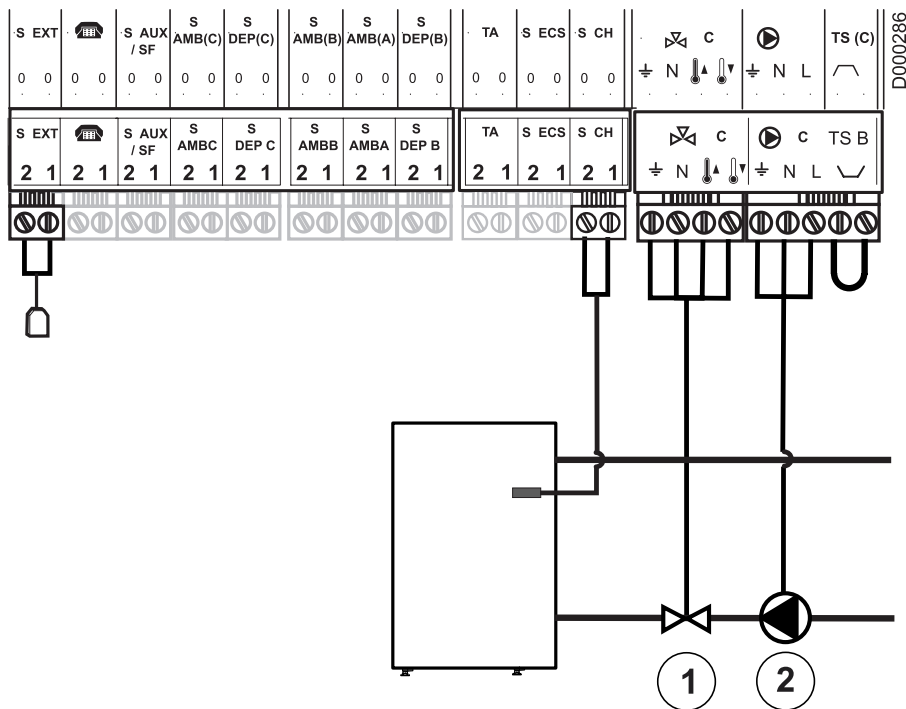 S EXT S AUX / SF S AMB(C) S DEP(C) S AMB(B) S AMB(A) S DEP(B) TA S ECS S CH C TS (C)
0 0 0 0 0 0 0 0 0 0 0 0 0 0 0 0 0 0 0 0 0 0 N N L
S EXT S AUX / SF S AMBC S DEP C S AMBB S AMBA S DEP B TA S ECS S CH C C TS B
2 1 2 1 2 1 2 1 2 1 2 1 2 1 2 1 2 1 2 1 2 1 N N L
1 2
D000286